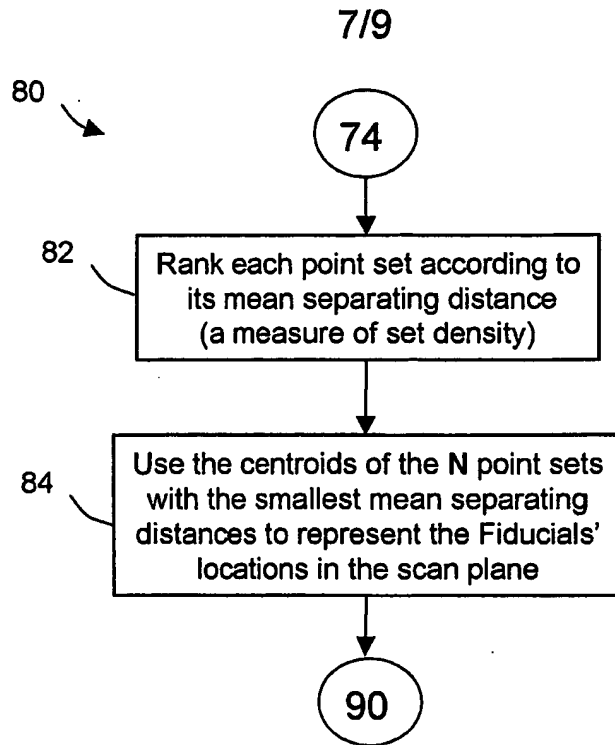 7/9
80
74
82
Rank each point set according to
its mean separating distance
(a measure of set density)
84
Use the centroids of the N point sets
with the smallest mean separating
distances to represent the Fiducials'
locations in the scan plane
90